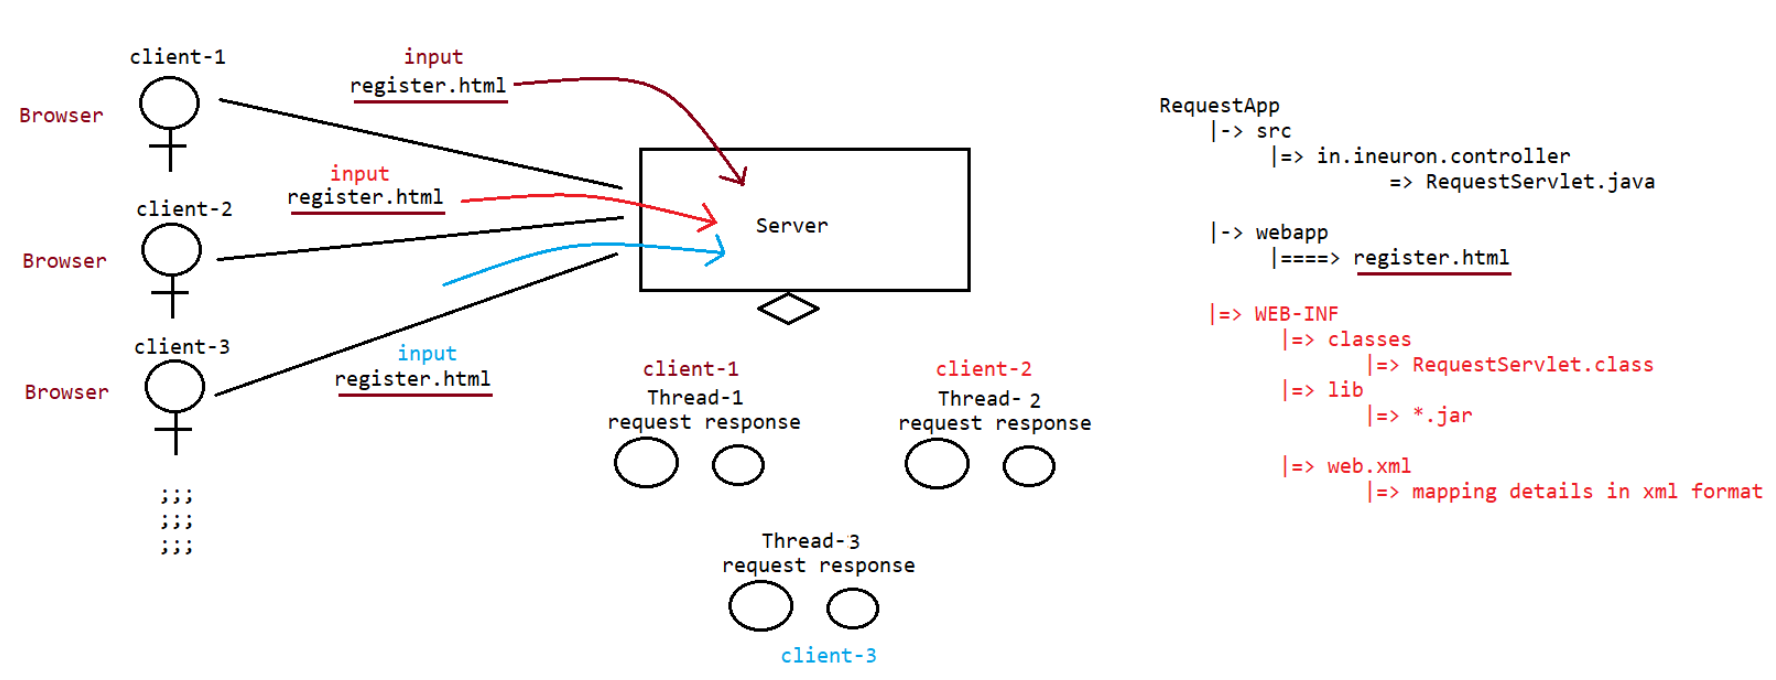 client-1
input
register.html
Browser
input
register.html
client-2
Browser
Server
client-3
input
register.html
Browser
;;;
;;;
;;;
client-1
Thread-1
request response
client-2
Thread- 2
request response
Thread-3
request response
client-3
RequestApp
|-> src
|=> in.ineuron.controller
=> RequestServlet.java
|-> webapp
|====> register.html
|=> WEB-INF
|=> classes
|=> RequestServlet.class
|=> lib
|=> *.jar
|=> web.xml
|=> mapping details in xml format